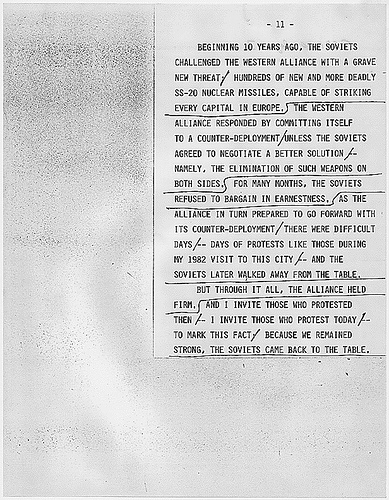 - 11 -
BEGINNING 10 YEARS AGO, THE SOVIETS
CHALLENGED THE WESTERN ALLIANCE WITH A GRAVE
NEW THREAT/ HUNDREDS OF NEW AND MORE DEADLY
SS-20 NUCLEAR MISSILES, CAPABLE OF STRIKING
EVERY CAPITAL IN EUROPE. THE WESTERN
ALLIANCE RESPONDED BY COMMITTING ITSELF
TO A COUNTER-DEPLOYMENT/UNLESS THE SOVIETS
AGREED TO NEGOTIATE A BETTER SOLUTION/--
NAMELY, THE ELIMINATION OF SUCH WEAPONS ON
BOTH SIDES. FOR MANY MONTHS, THE SOVIETS
REFUSED TO BARGAIN IN EARNESTNESS. AS THE
ALLIANCE IN TURN PREPARED TO GO FORWARD WITH
ITS COUNTER-DEPLOYMENT/THERE WERE DIFFICULT
DAYS/-- DAYS OF PROTESTS LIKE THOSE DURING
MY 1982 VISIT TO THIS CITY/-- AND THE
SOVIETS LATER WALKED AWAY FROM THE TABLE.
BUT THROUGH IT ALL, THE ALLIANCE HELD
FIRM. AND I INVITE THOSE WHO PROTESTED
THEN/-- I INVITE THOSE WHO PROTEST TODAY/--
TO MARK THIS FACT/ BECAUSE WE REMAINED
STRONG, THE SOVIETS CAME BACK TO THE TABLE.